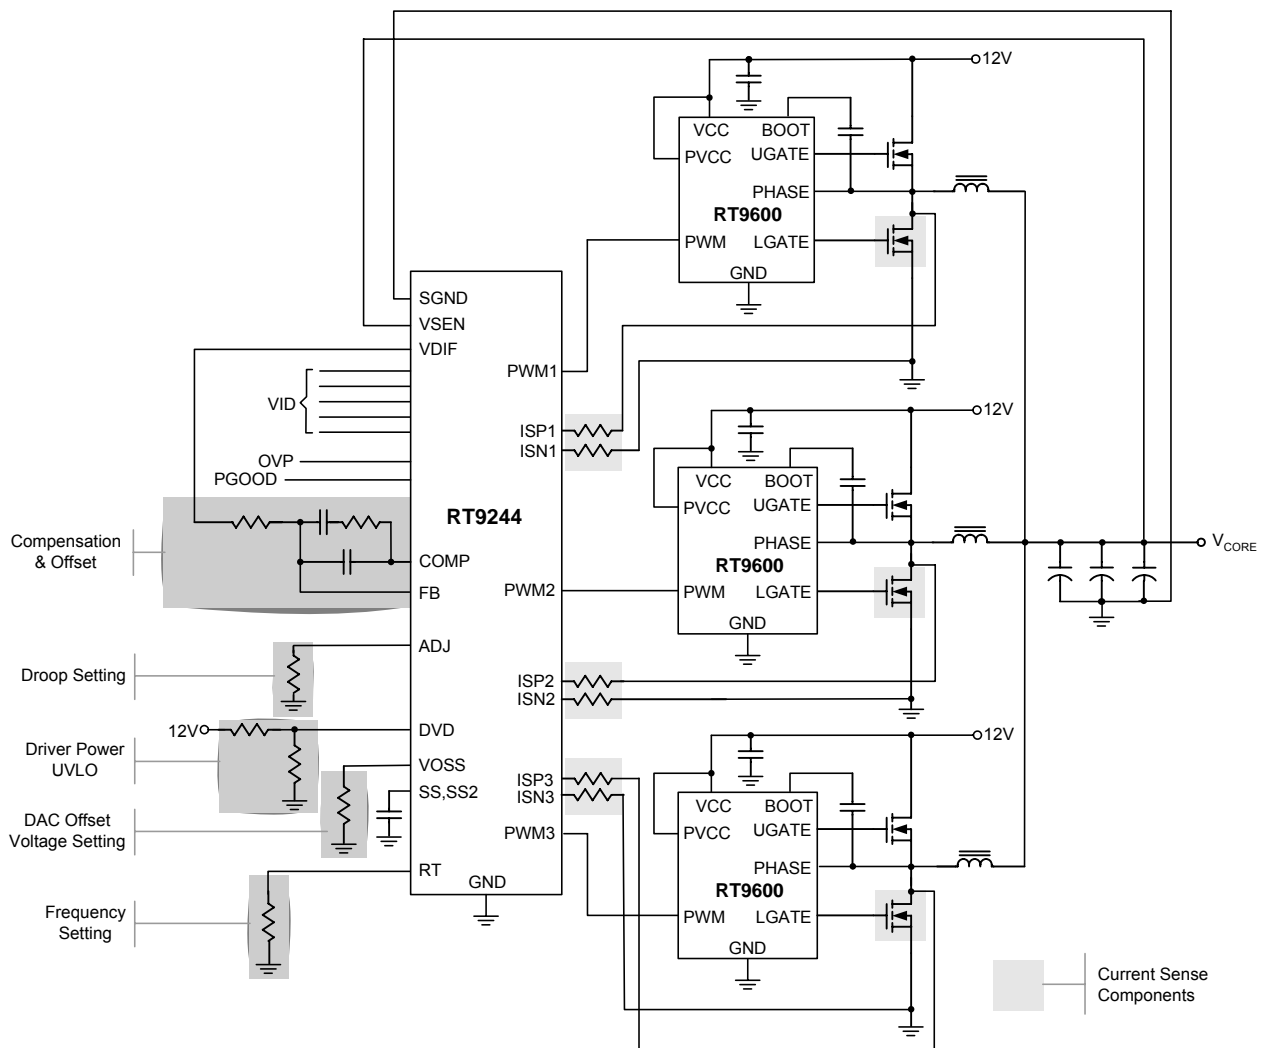 12V
VCC
BOOT
PVCC
UGATE
PHASE
RT9600
PWM
LGATE
GND
SGND
VSEN
VDIF
PWM1
VID
ISP1
ISN1
OVP
PGOOD
RT9244
Compensation
& Offset
COMP
FB
PWM2
12V
VCC
BOOT
PVCC
UGATE
PHASE
RT9600
PWM
LGATE
GND
VCORE
ADJ
Droop Setting
ISP2
ISN2
12V
DVD
Driver Power
UVLO
VOSS
SS,SS2
DAC Offset
Voltage Setting
ISP3
ISN3
PWM3
RT
GND
Frequency
Setting
12V
VCC
BOOT
PVCC
UGATE
PHASE
RT9600
PWM
LGATE
GND
Current Sense
Components